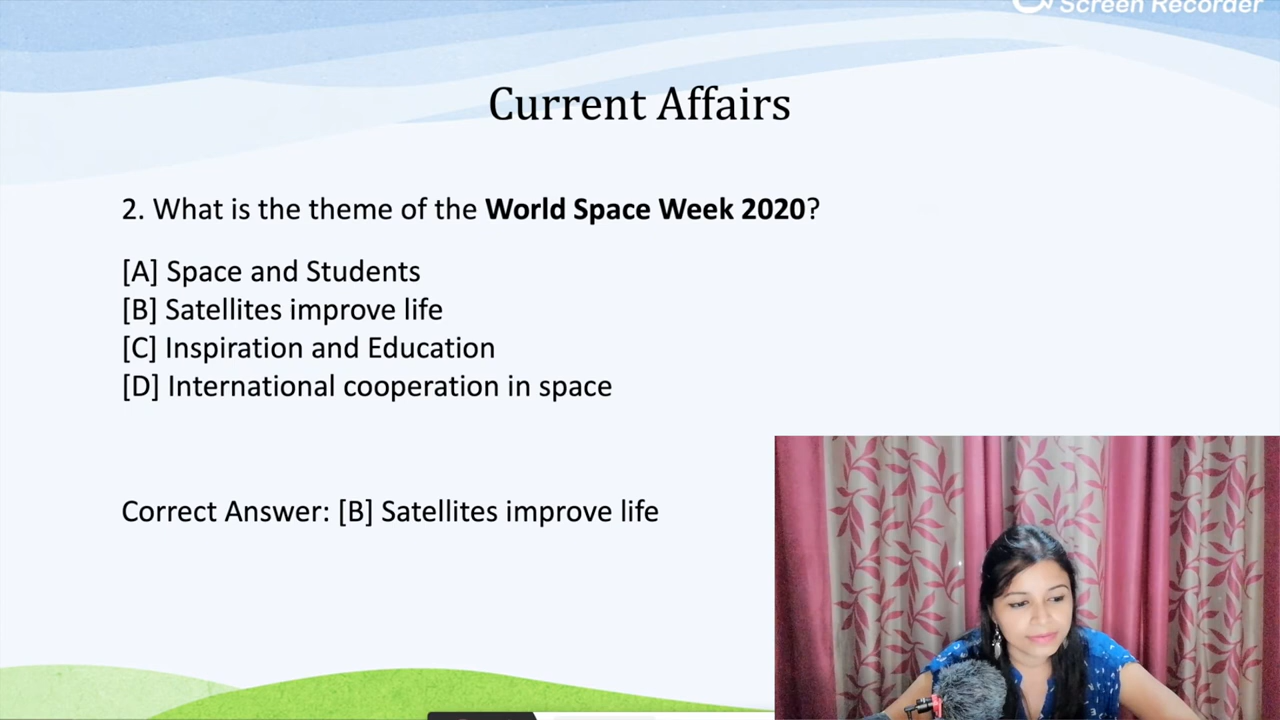 Screen Recorder
Current Affairs
2. What is the theme of the World Space Week 2020?
[A] Space and Students
[B] Satellites improve life
[C] Inspiration and Education
[D] International cooperation in space
Correct Answer: [B] Satellites improve life